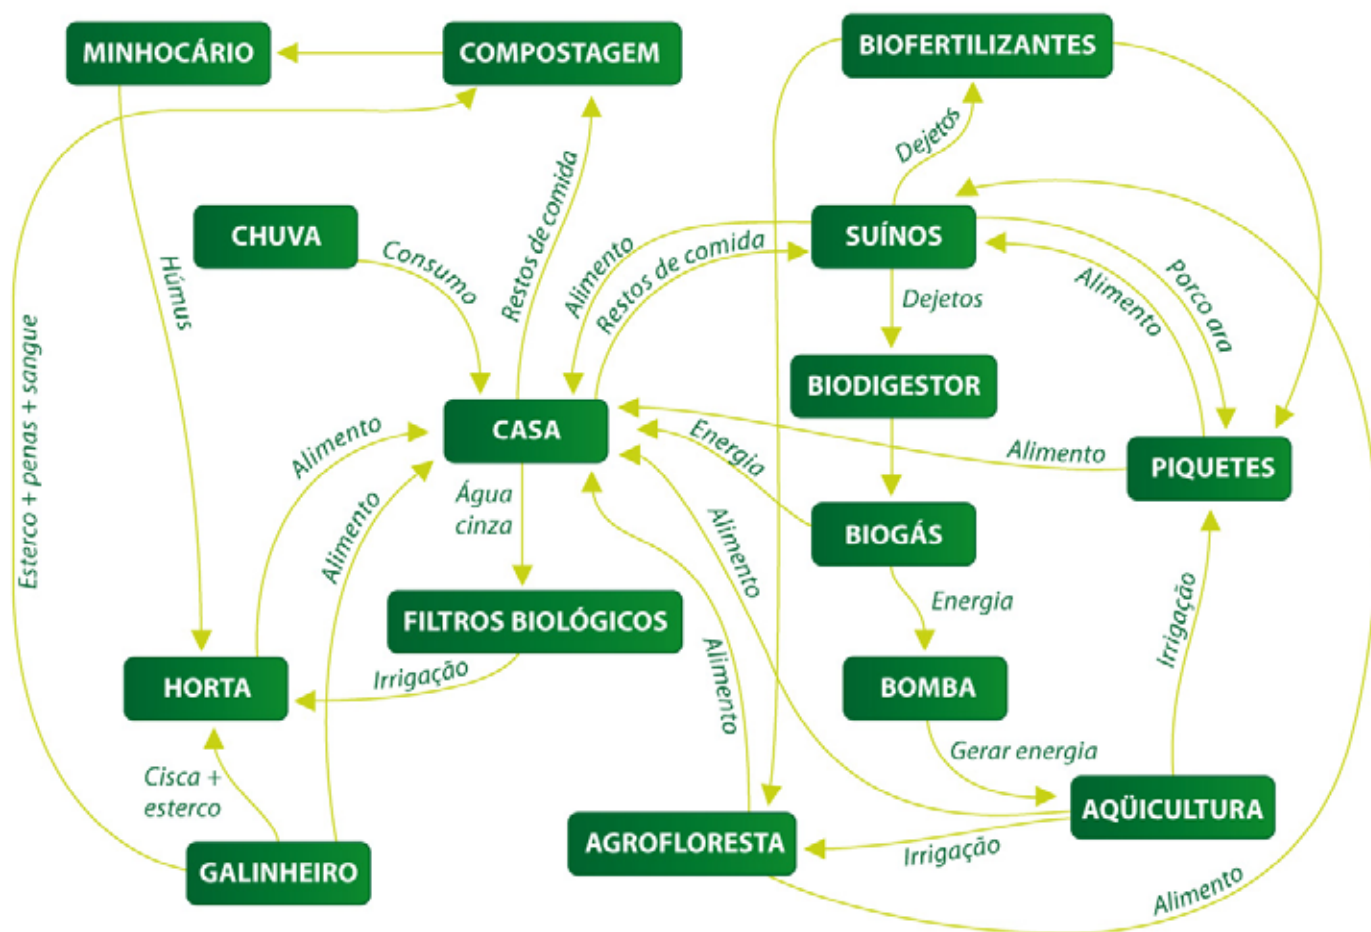 MINHOCÁRIO
COMPOSTAGEM
BIOFERTILIZANTES
Dejetos
Restos de comida
CHUVA
Consumo
Húmus
Alimento
Restos de comida
SUÍNOS
Dejetos
Alimento
Porco ara
Esterco + penas + sangue
BIODIGESTOR
CASA
Energia
Alimento
PIQUETES
Alimento
Alimento
Água
cinza
Alimento
BIOGÁS
Energia
FILTROS BIOLÓGICOS
Irrigação
HORTA
Alimento
BOMBA
Irrigação
Gerar energia
Cisca +
esterco
AQÜICULTURA
AGROFLORESTA
Irrigação
GALINHEIRO
Alimento